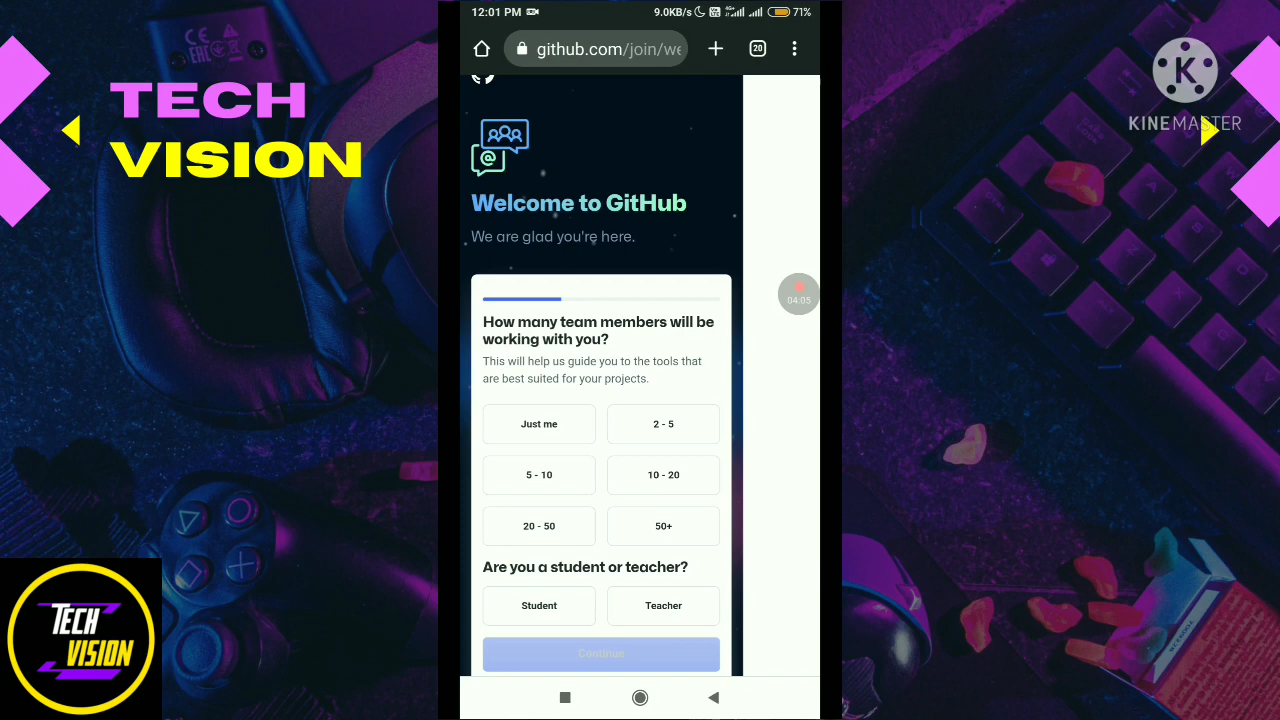 TECH
VISION
12:01 PM
9.0KB/s
4G+
71%
github.com/join/we
20
KINEMASTER
Welcome to GitHub
We are glad you're here.
04:05
How many team members will be
working with you?
This will help us guide you to the tools that
are best suited for your projects.
Just me
2 - 5
5 - 10
10 - 20
20 - 50
50+
Are you a student or teacher?
Student
Teacher
Continue
TECH
VISION